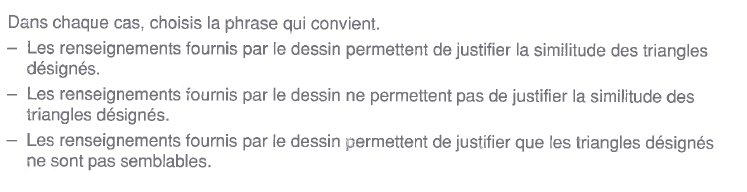 Dans chaque cas, choisis la phrase qui convient.
– Les renseignements fournis par le dessin permettent de justifier la similitude des triangles
désignés.
– Les renseignements fournis par le dessin ne permettent pas de justifier la similitude des
triangles désignés.
– Les renseignements fournis par le dessin permettent de justifier que les triangles désignés
ne sont pas semblables.